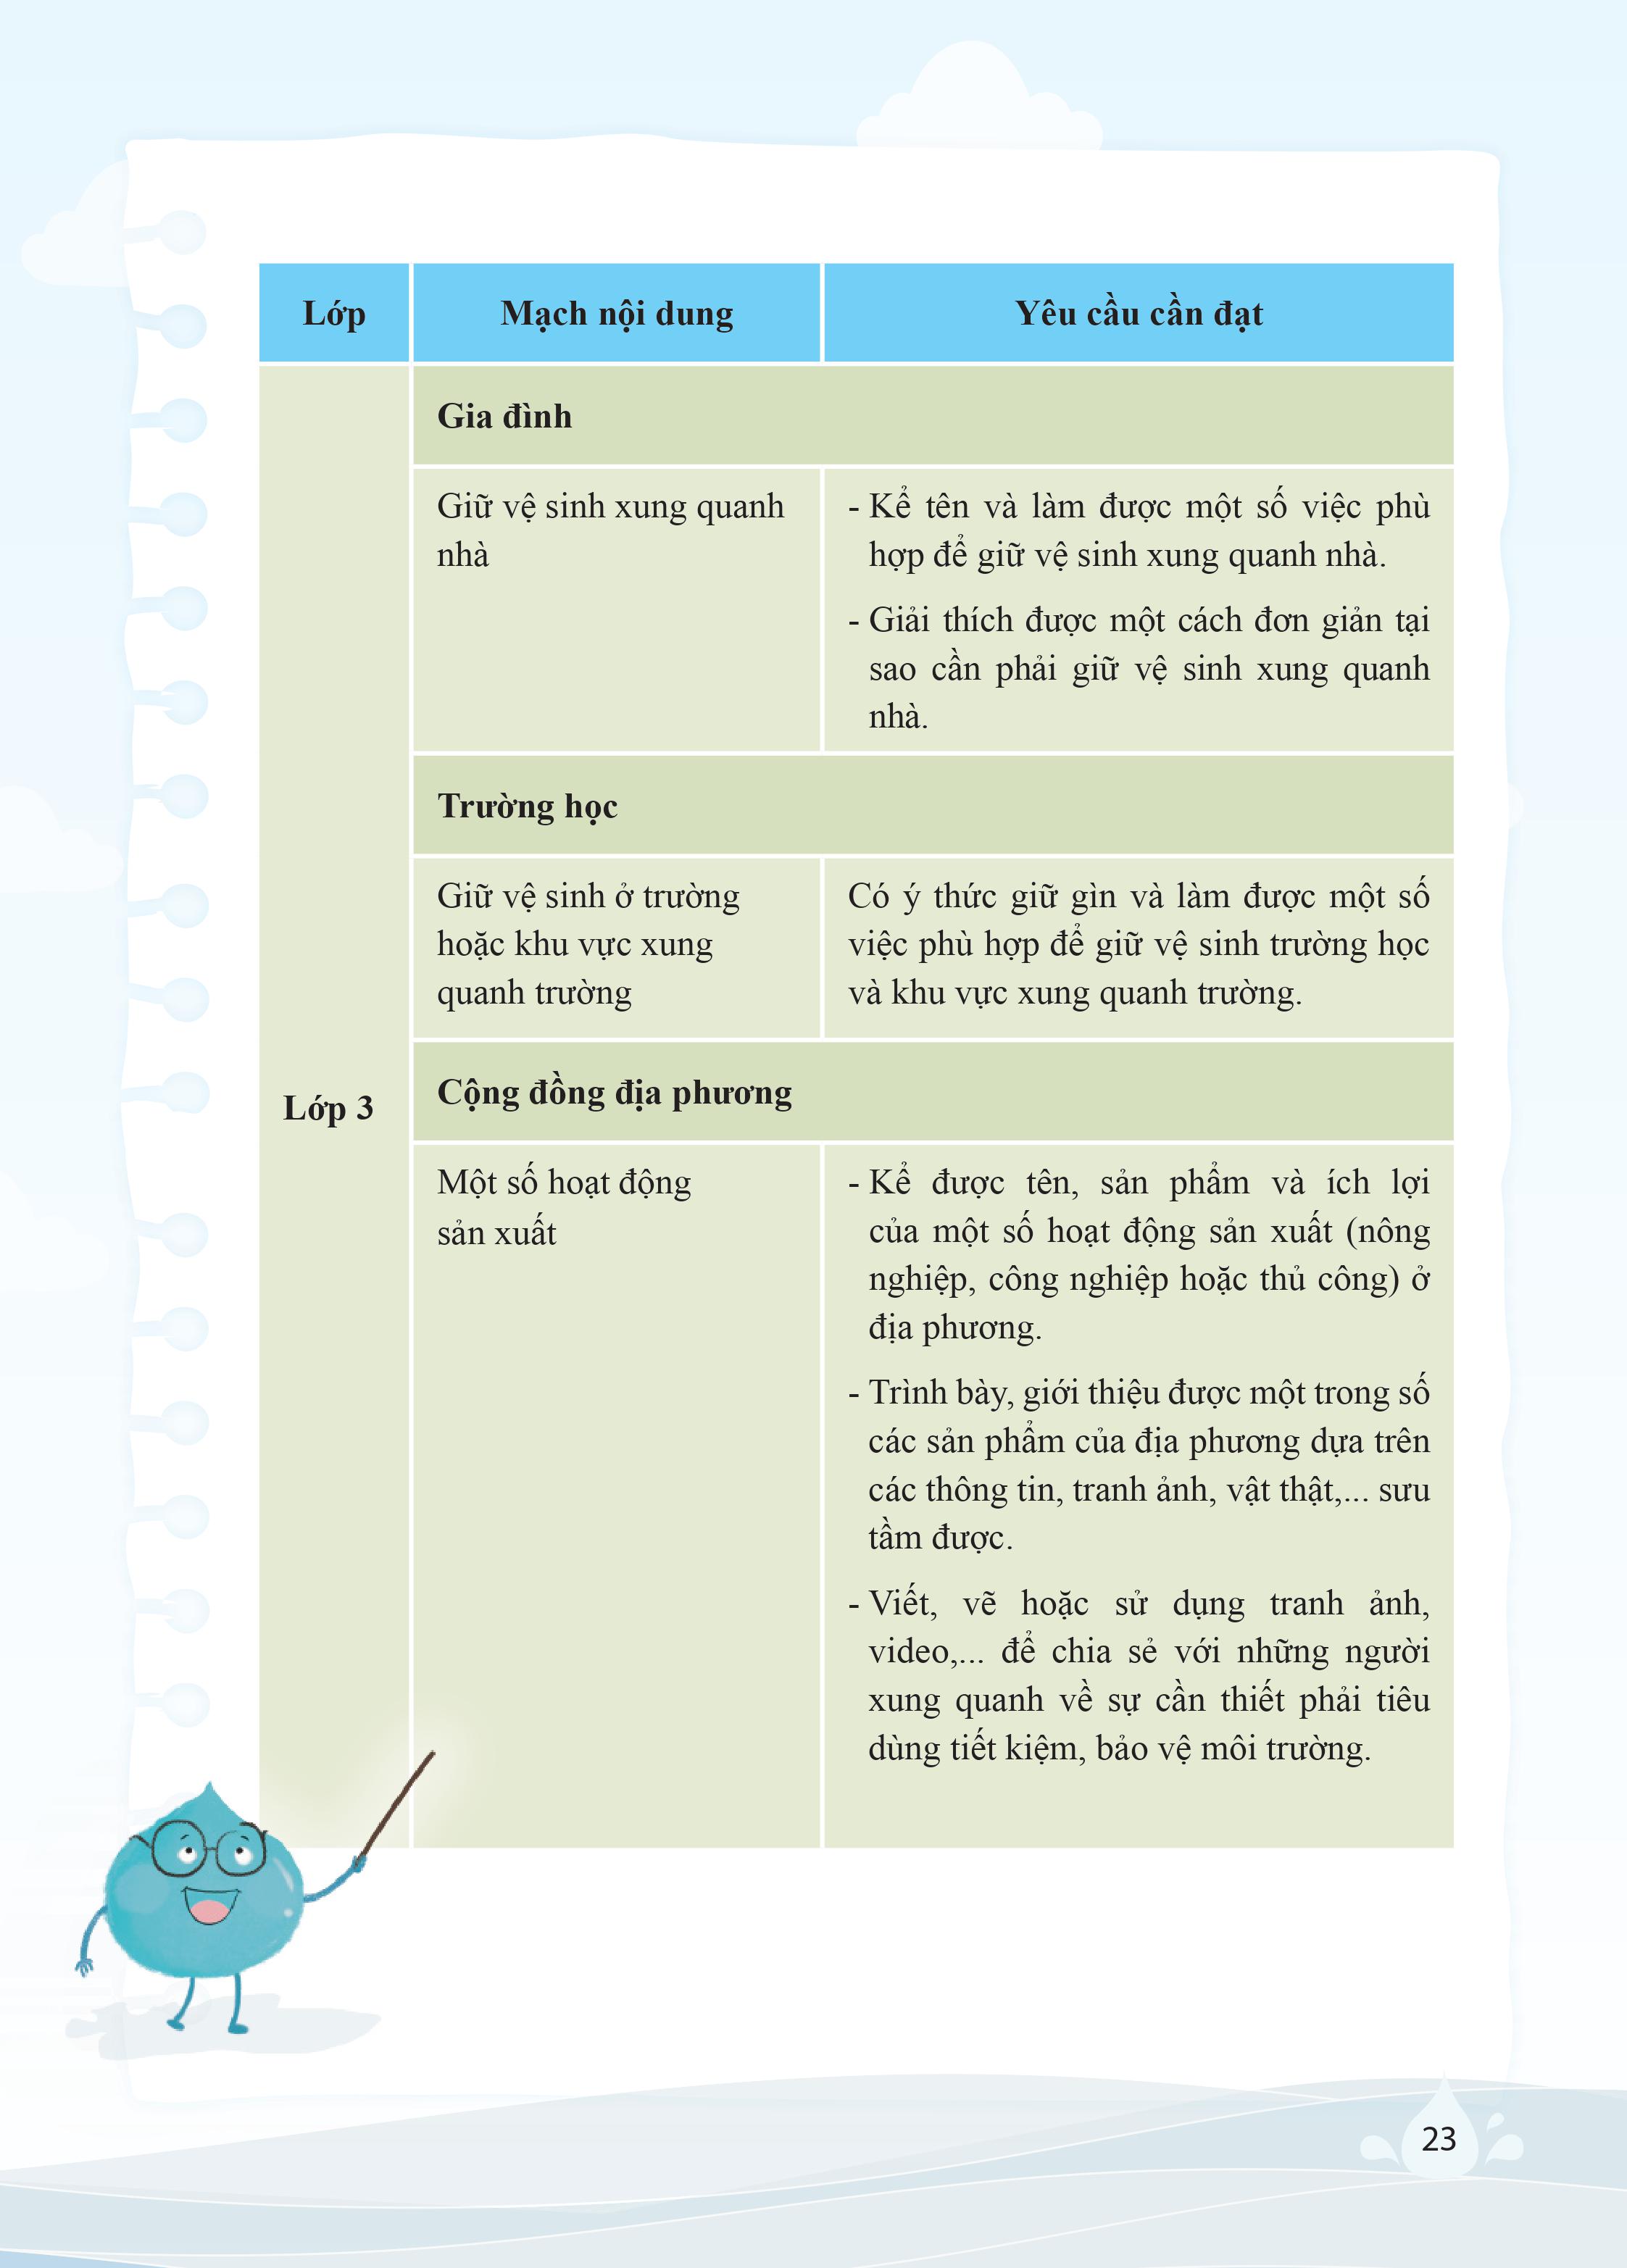 Lớp
Mạch nội dung
Yêu cầu cần đạt
Gia đình
Giữ vệ sinh xung quanh
nhà
- Kể tên và làm được một số việc phù
hợp để giữ vệ sinh xung quanh nhà.
- Giải thích được một cách đơn giản tại
sao cần phải giữ vệ sinh xung quanh
nhà.
Trường học
Giữ vệ sinh ở trường
hoặc khu vực xung
quanh trường
Có ý thức giữ gìn và làm được một số
việc phù hợp để giữ vệ sinh trường học
và khu vực xung quanh trường.
Lớp 3
Cộng đồng địa phương
Một số hoạt động
sản xuất
- Kể được tên, sản phẩm và ích lợi
của một số hoạt động sản xuất (nông
nghiệp, công nghiệp hoặc thủ công) ở
địa phương.
- Trình bày, giới thiệu được một trong số
các sản phẩm của địa phương dựa trên
các thông tin, tranh ảnh, vật thật,... sưu
tầm được.
- Viết, vẽ hoặc sử dụng tranh ảnh,
video,... để chia sẻ với những người
xung quanh về sự cần thiết phải tiêu
dùng tiết kiệm, bảo vệ môi trường.
23